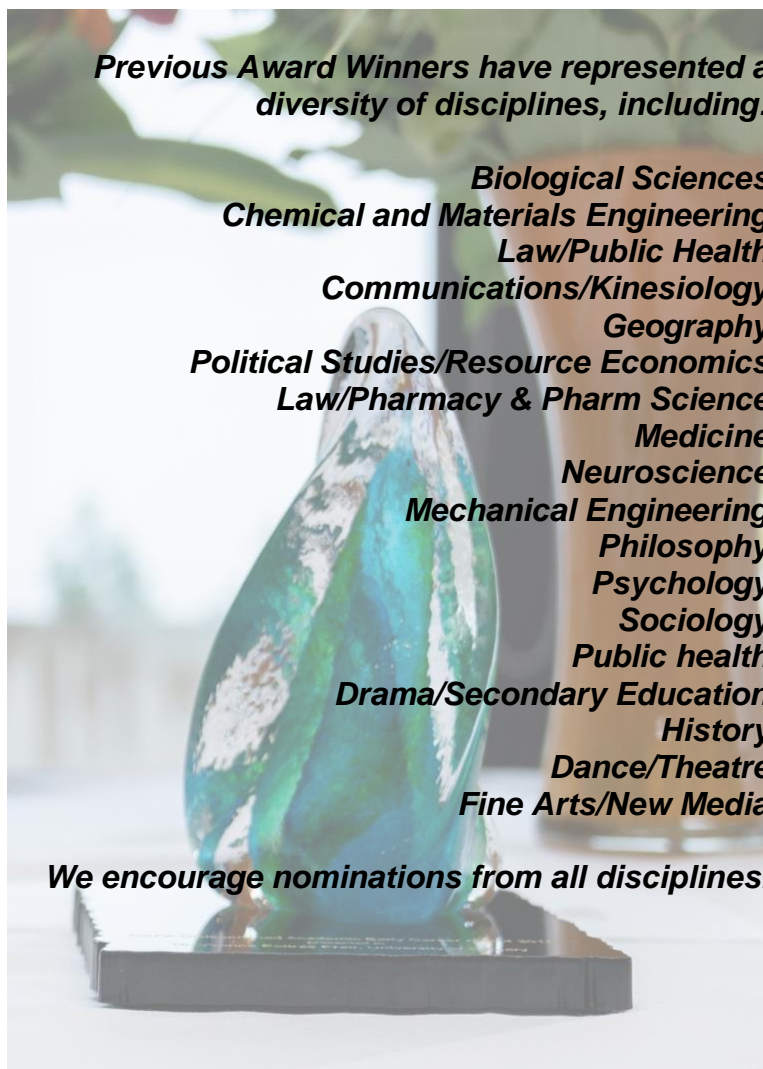 Previous Award Winners have represented a
diversity of disciplines, including:
Biological Sciences
Chemical and Materials Engineering
Law/Public Health
Communications/Kinesiology
Geography
Political Studies/Resource Economics
Law/Pharmacy & Pharm Science
Medicine
Neuroscience
Mechanical Engineering
Philosophy
Psychology
Sociology
Public health
Drama/Secondary Education
History
Dance/Theatre
Fine Arts/New Media
We encourage nominations from all disciplines.